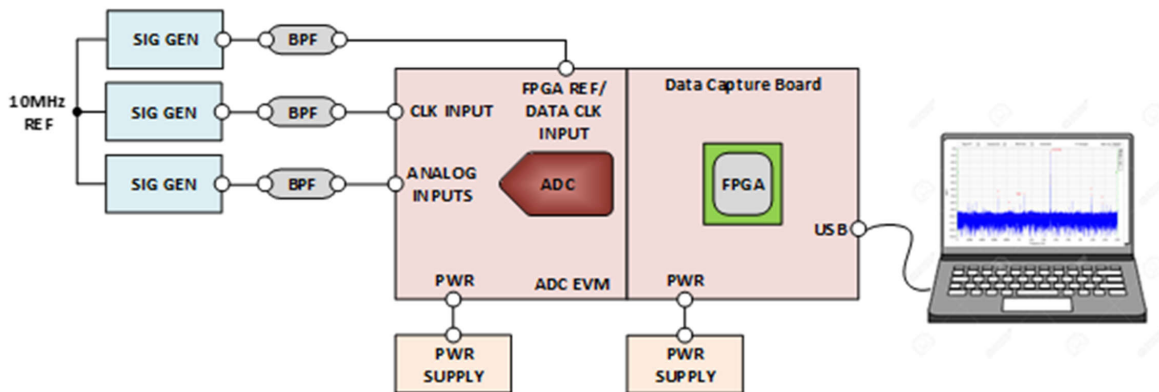 SIG GEN
BPF
10MHz
REF
SIG GEN
BPF
SIG GEN
BPF
FPGA REF/
DATA CLK
INPUT
CLK INPUT
ANALOG
INPUTS
ADC
PWR
ADC EVM
Data Capture Board
FPGA
USB
PWR
PWR
SUPPLY
PWR
SUPPLY